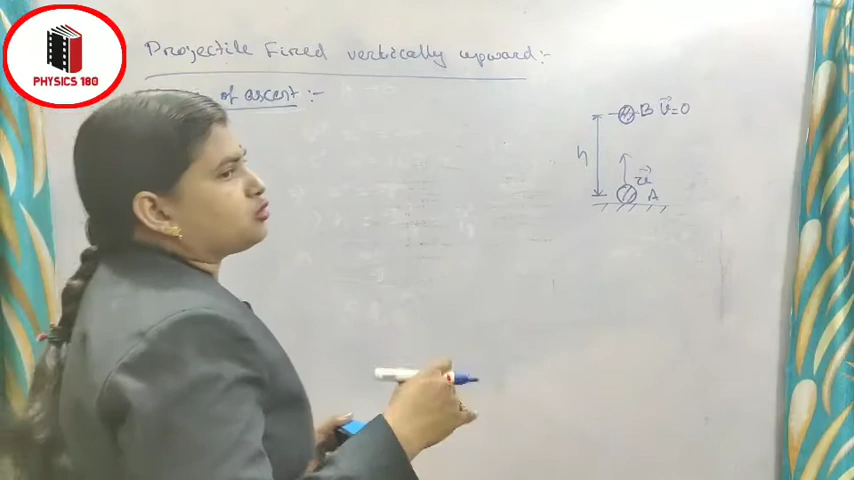 PHYSICS 180
Projectile Fired vertically upward:-
of ascent :-
B v⃗=0
h
u⃗
A